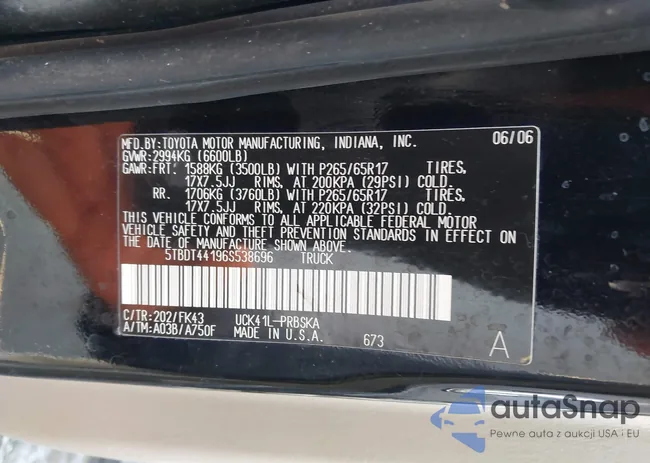 MFD.BY:TOYOTA MOTOR MANUFACTURING, INDIANA, INC. 06/06
GVWR:2994KG (6600LB)
GAWR:FRT. 1588KG (3500LB) WITH P265/65R17 TIRES,
17X7.5JJ RIMS, AT 200KPA (29PSI) COLD.
RR. 1706KG (3760LB) WITH P265/65R17 TIRES,
17X7.5JJ RIMS, AT 220KPA (32PSI) COLD.
THIS VEHICLE CONFORMS TO ALL APPLICABLE FEDERAL MOTOR
VEHICLE SAFETY AND THEFT PREVENTION STANDARDS IN EFFECT ON
THE DATE OF MANUFACTURE SHOWN ABOVE.
5TBDT44196S538696 TRUCK
C/TR:202/FK43 UCK41L-PRBSKA
A/TM:A03B/A750F MADE IN U.S.A. 673 A
autaSnap
Pewne auta z aukcji USA i EU